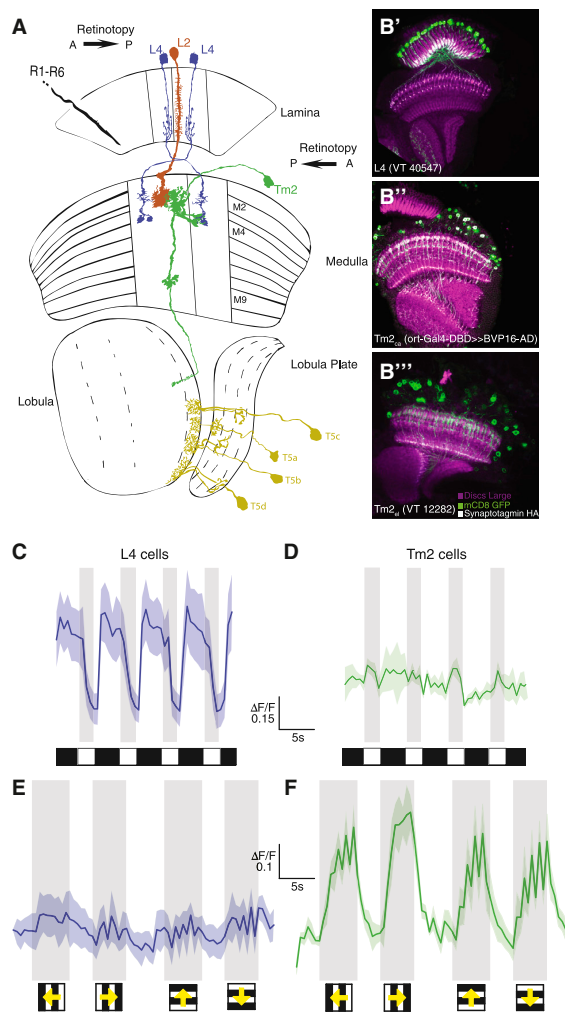 A
Retinotopy
A P
L4 L2 L4
R1-R6
Lamina
Retinotopy
P A
Tm2
M2
M4
Medulla
M9
Lobula Plate
Lobula
T5c
T5a
T5b
T5d
B'
L4 (VT 40547)
B''
Tm2ca (ort-Gal4-DBD>>BVP16-AD)
B'''
Discs Large
mCD8 GFP
Synaptotagmin HA
Tm2el (VT 12282)
C L4 cells
D Tm2 cells
ΔF/F
0.15
5s
E
F
ΔF/F
0.1
5s